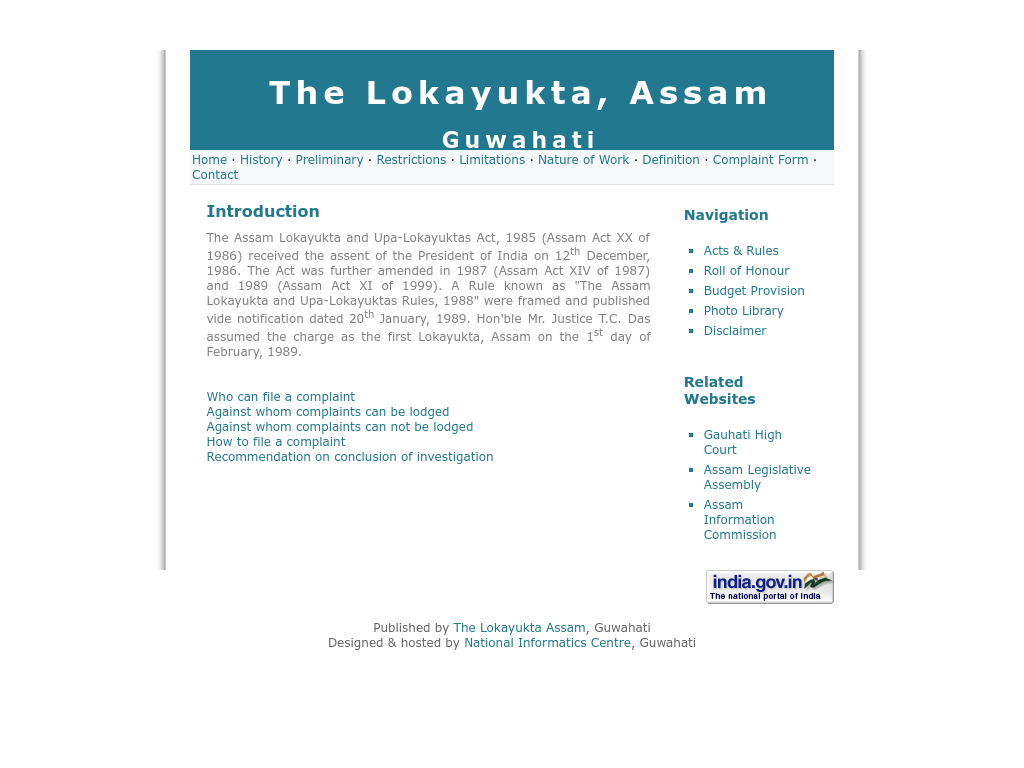 The Lokayukta, Assam
Guwahati
Home · History · Preliminary · Restrictions · Limitations · Nature of Work · Definition · Complaint Form ·
Contact
Introduction
The Assam Lokayukta and Upa-Lokayuktas Act, 1985 (Assam Act XX of
1986) received the assent of the President of India on 12th December,
1986. The Act was further amended in 1987 (Assam Act XIV of 1987)
and 1989 (Assam Act XI of 1999). A Rule known as "The Assam
Lokayukta and Upa-Lokayuktas Rules, 1988" were framed and published
vide notification dated 20th January, 1989. Hon'ble Mr. Justice T.C. Das
assumed the charge as the first Lokayukta, Assam on the 1st day of
February, 1989.
Who can file a complaint
Against whom complaints can be lodged
Against whom complaints can not be lodged
How to file a complaint
Recommendation on conclusion of investigation
Navigation
Acts & Rules
Roll of Honour
Budget Provision
Photo Library
Disclaimer
Related
Websites
Gauhati High
Court
Assam Legislative
Assembly
Assam
Information
Commission
india.gov.in
The national portal of India
Published by The Lokayukta Assam, Guwahati
Designed & hosted by National Informatics Centre, Guwahati